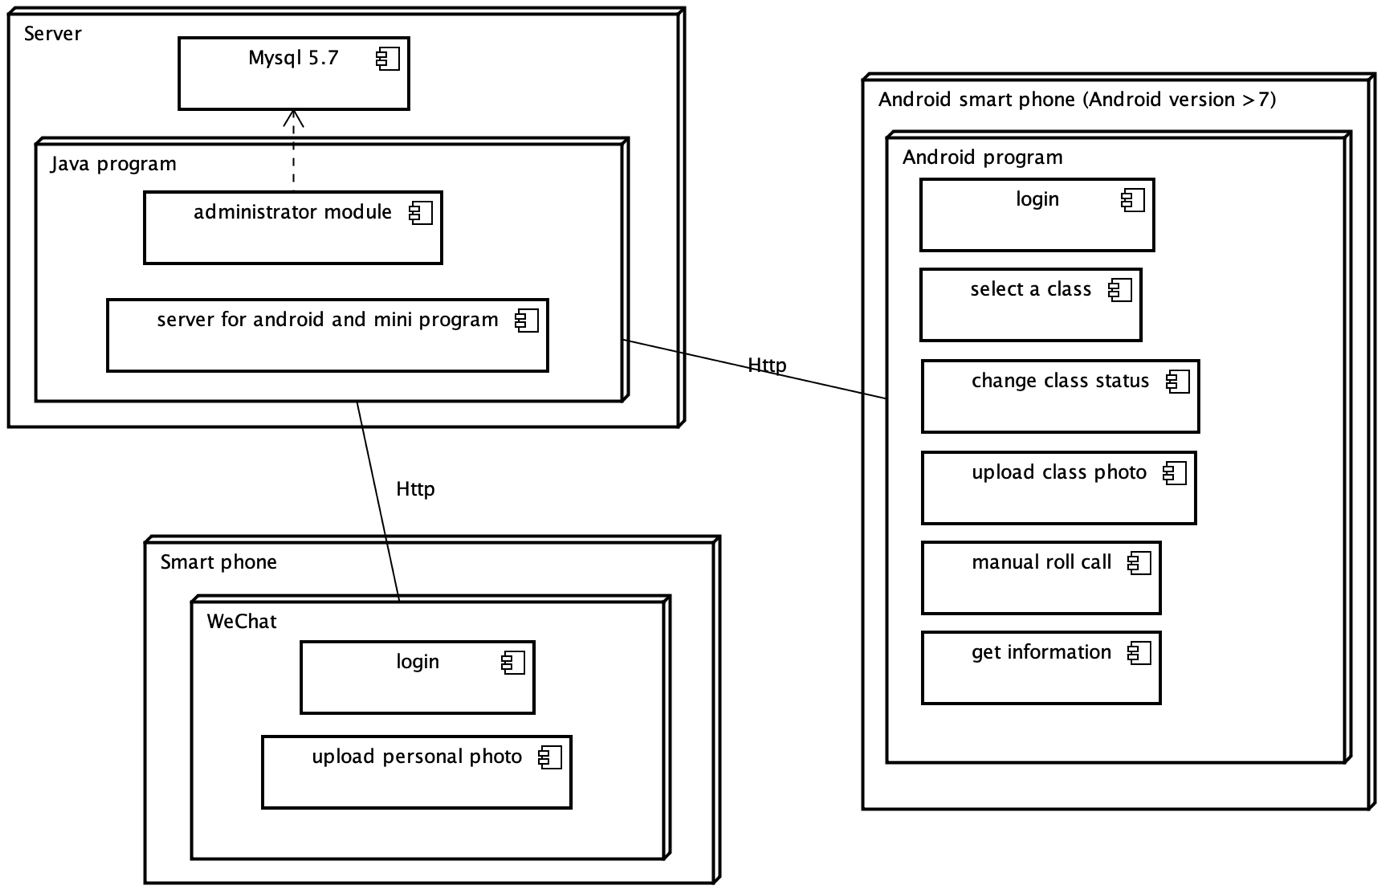 Server
Mysql 5.7
Java program
administrator module
server for android and mini program
Http
Http
Smart phone
WeChat
login
upload personal photo
Android smart phone (Android version >7)
Android program
login
select a class
change class status
upload class photo
manual roll call
get information